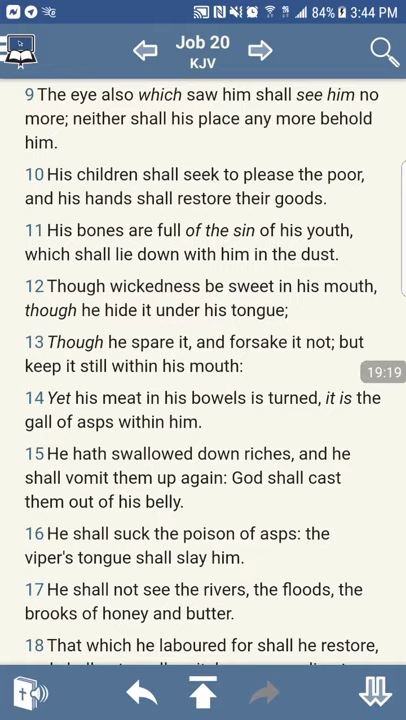 84% 3:44 PM
Job 20
KJV
9 The eye also which saw him shall see him no
more; neither shall his place any more behold
him.
10 His children shall seek to please the poor,
and his hands shall restore their goods.
11 His bones are full of the sin of his youth,
which shall lie down with him in the dust.
12 Though wickedness be sweet in his mouth,
though he hide it under his tongue;
13 Though he spare it, and forsake it not; but
keep it still within his mouth:
19:19
14 Yet his meat in his bowels is turned, it is the
gall of asps within him.
15 He hath swallowed down riches, and he
shall vomit them up again: God shall cast
them out of his belly.
16 He shall suck the poison of asps: the
viper's tongue shall slay him.
17 He shall not see the rivers, the floods, the
brooks of honey and butter.
18 That which he laboured for shall he restore,